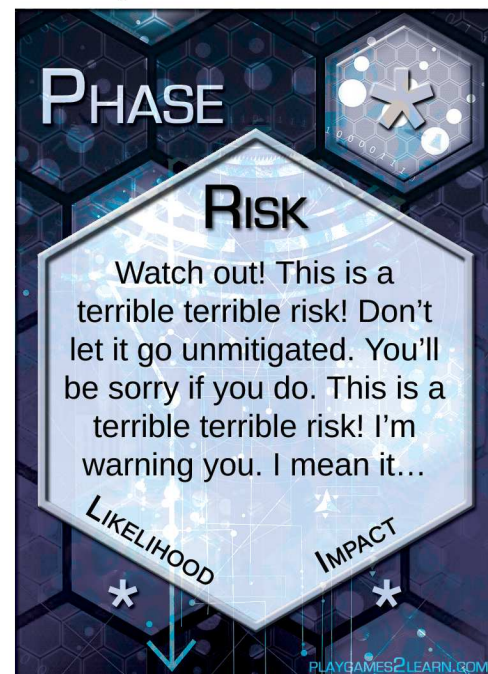 PHASE
*
10000111
RISK
Watch out! This is a
terrible terrible risk! Don't
let it go unmitigated. You'll
be sorry if you do. This is a
terrible terrible risk! I'm
warning you. I mean it…
LIKELIHOOD
IMPACT
*
*
PLAYGAMES2LEARN.COM